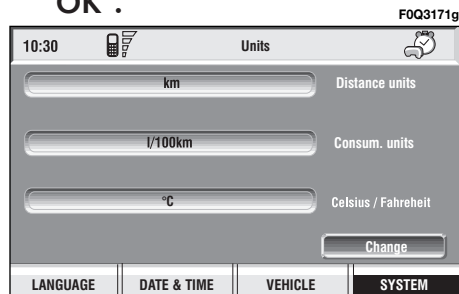 OK".
F0Q3171g
10:30 Units
km Distance units
l/100km Consum. units
°C Celsius / Fahreheit
Change
LANGUAGE DATE & TIME VEHICLE SYSTEM